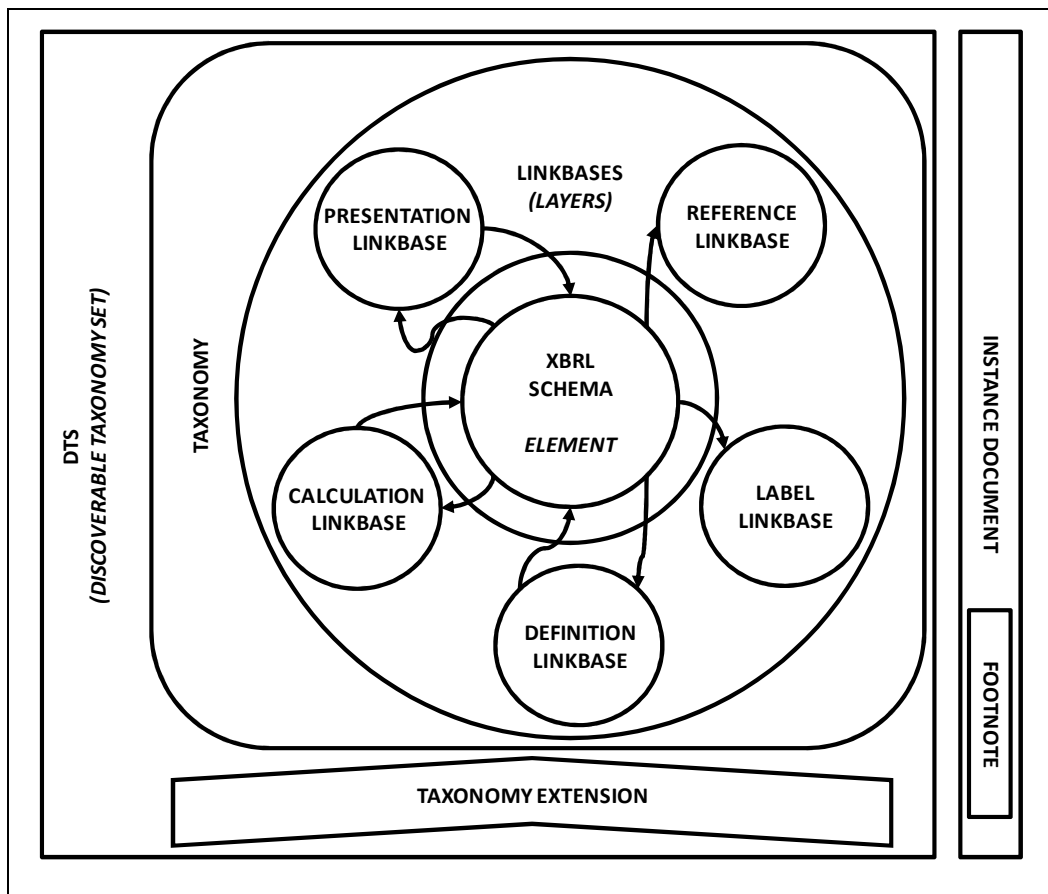 DTS
(DISCOVERABLE TAXONOMY SET)
TAXONOMY
LINKBASES
(LAYERS)
PRESENTATION
LINKBASE
REFERENCE
LINKBASE
XBRL
SCHEMA
ELEMENT
CALCULATION
LINKBASE
LABEL
LINKBASE
DEFINITION
LINKBASE
TAXONOMY EXTENSION
INSTANCE DOCUMENT
FOOTNOTE